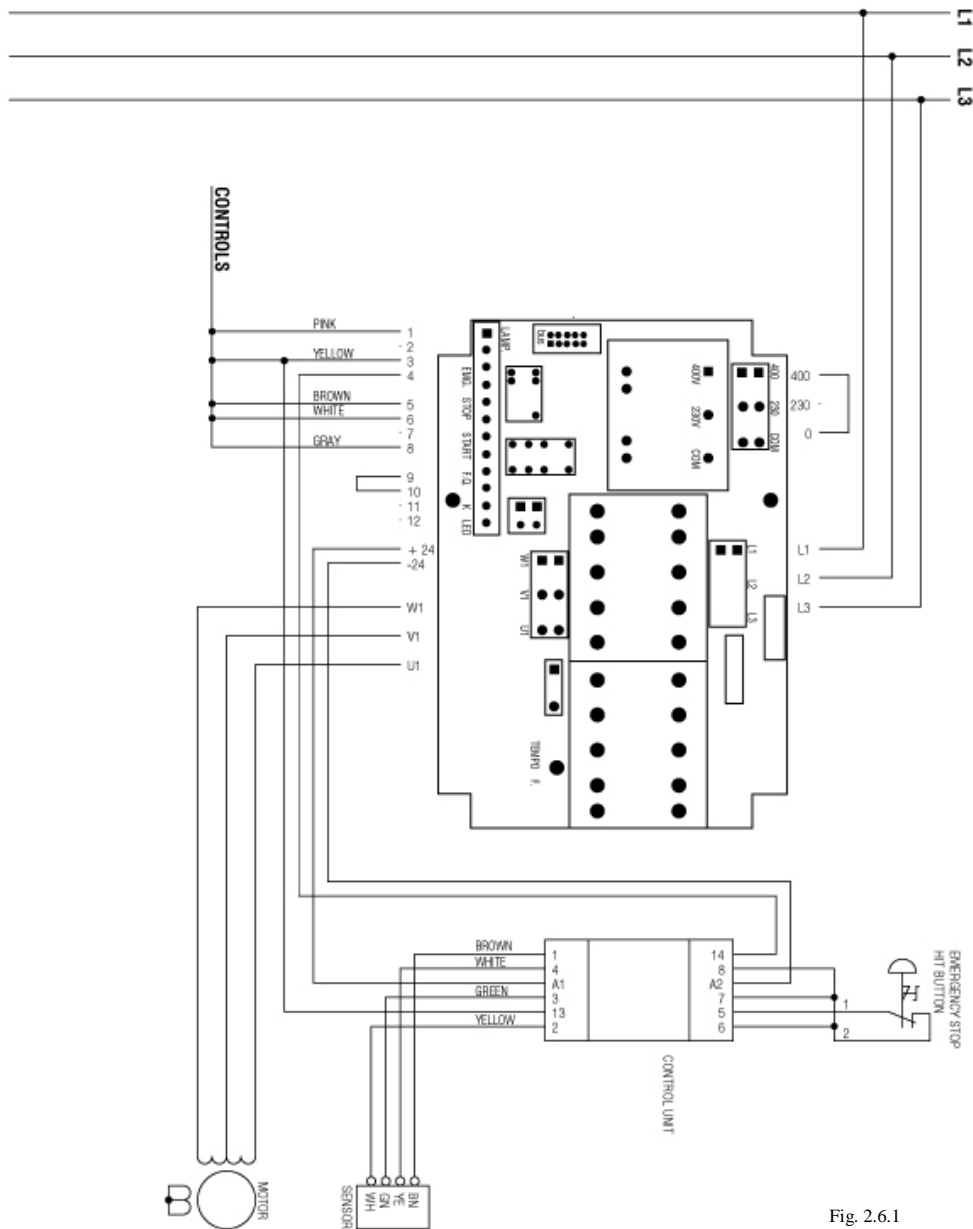 L1
L2
L3
CONTROLS
PINK
YELLOW
BROWN
WHITE
GRAY
1
2
3
4
5
6
7
8
9
10
11
12
+ 24
-24
W1
V1
U1
LAMP.
EMG.
STOP
START
F.Q.
K
LED
bus
400V
230V
COM
400
230
COM
400
230
0
W1
V1
U1
L1
L2
L3
L1
L2
L3
TEMPO F.
BROWN
WHITE
GREEN
YELLOW
1
4
A1
3
13
2
14
8
A2
7
5
6
1
2
EMERGENCY STOP
HIT BUTTON
CONTROL UNIT
MOTOR
SENSOR
WH
GN
YE
BN
Fig. 2.6.1